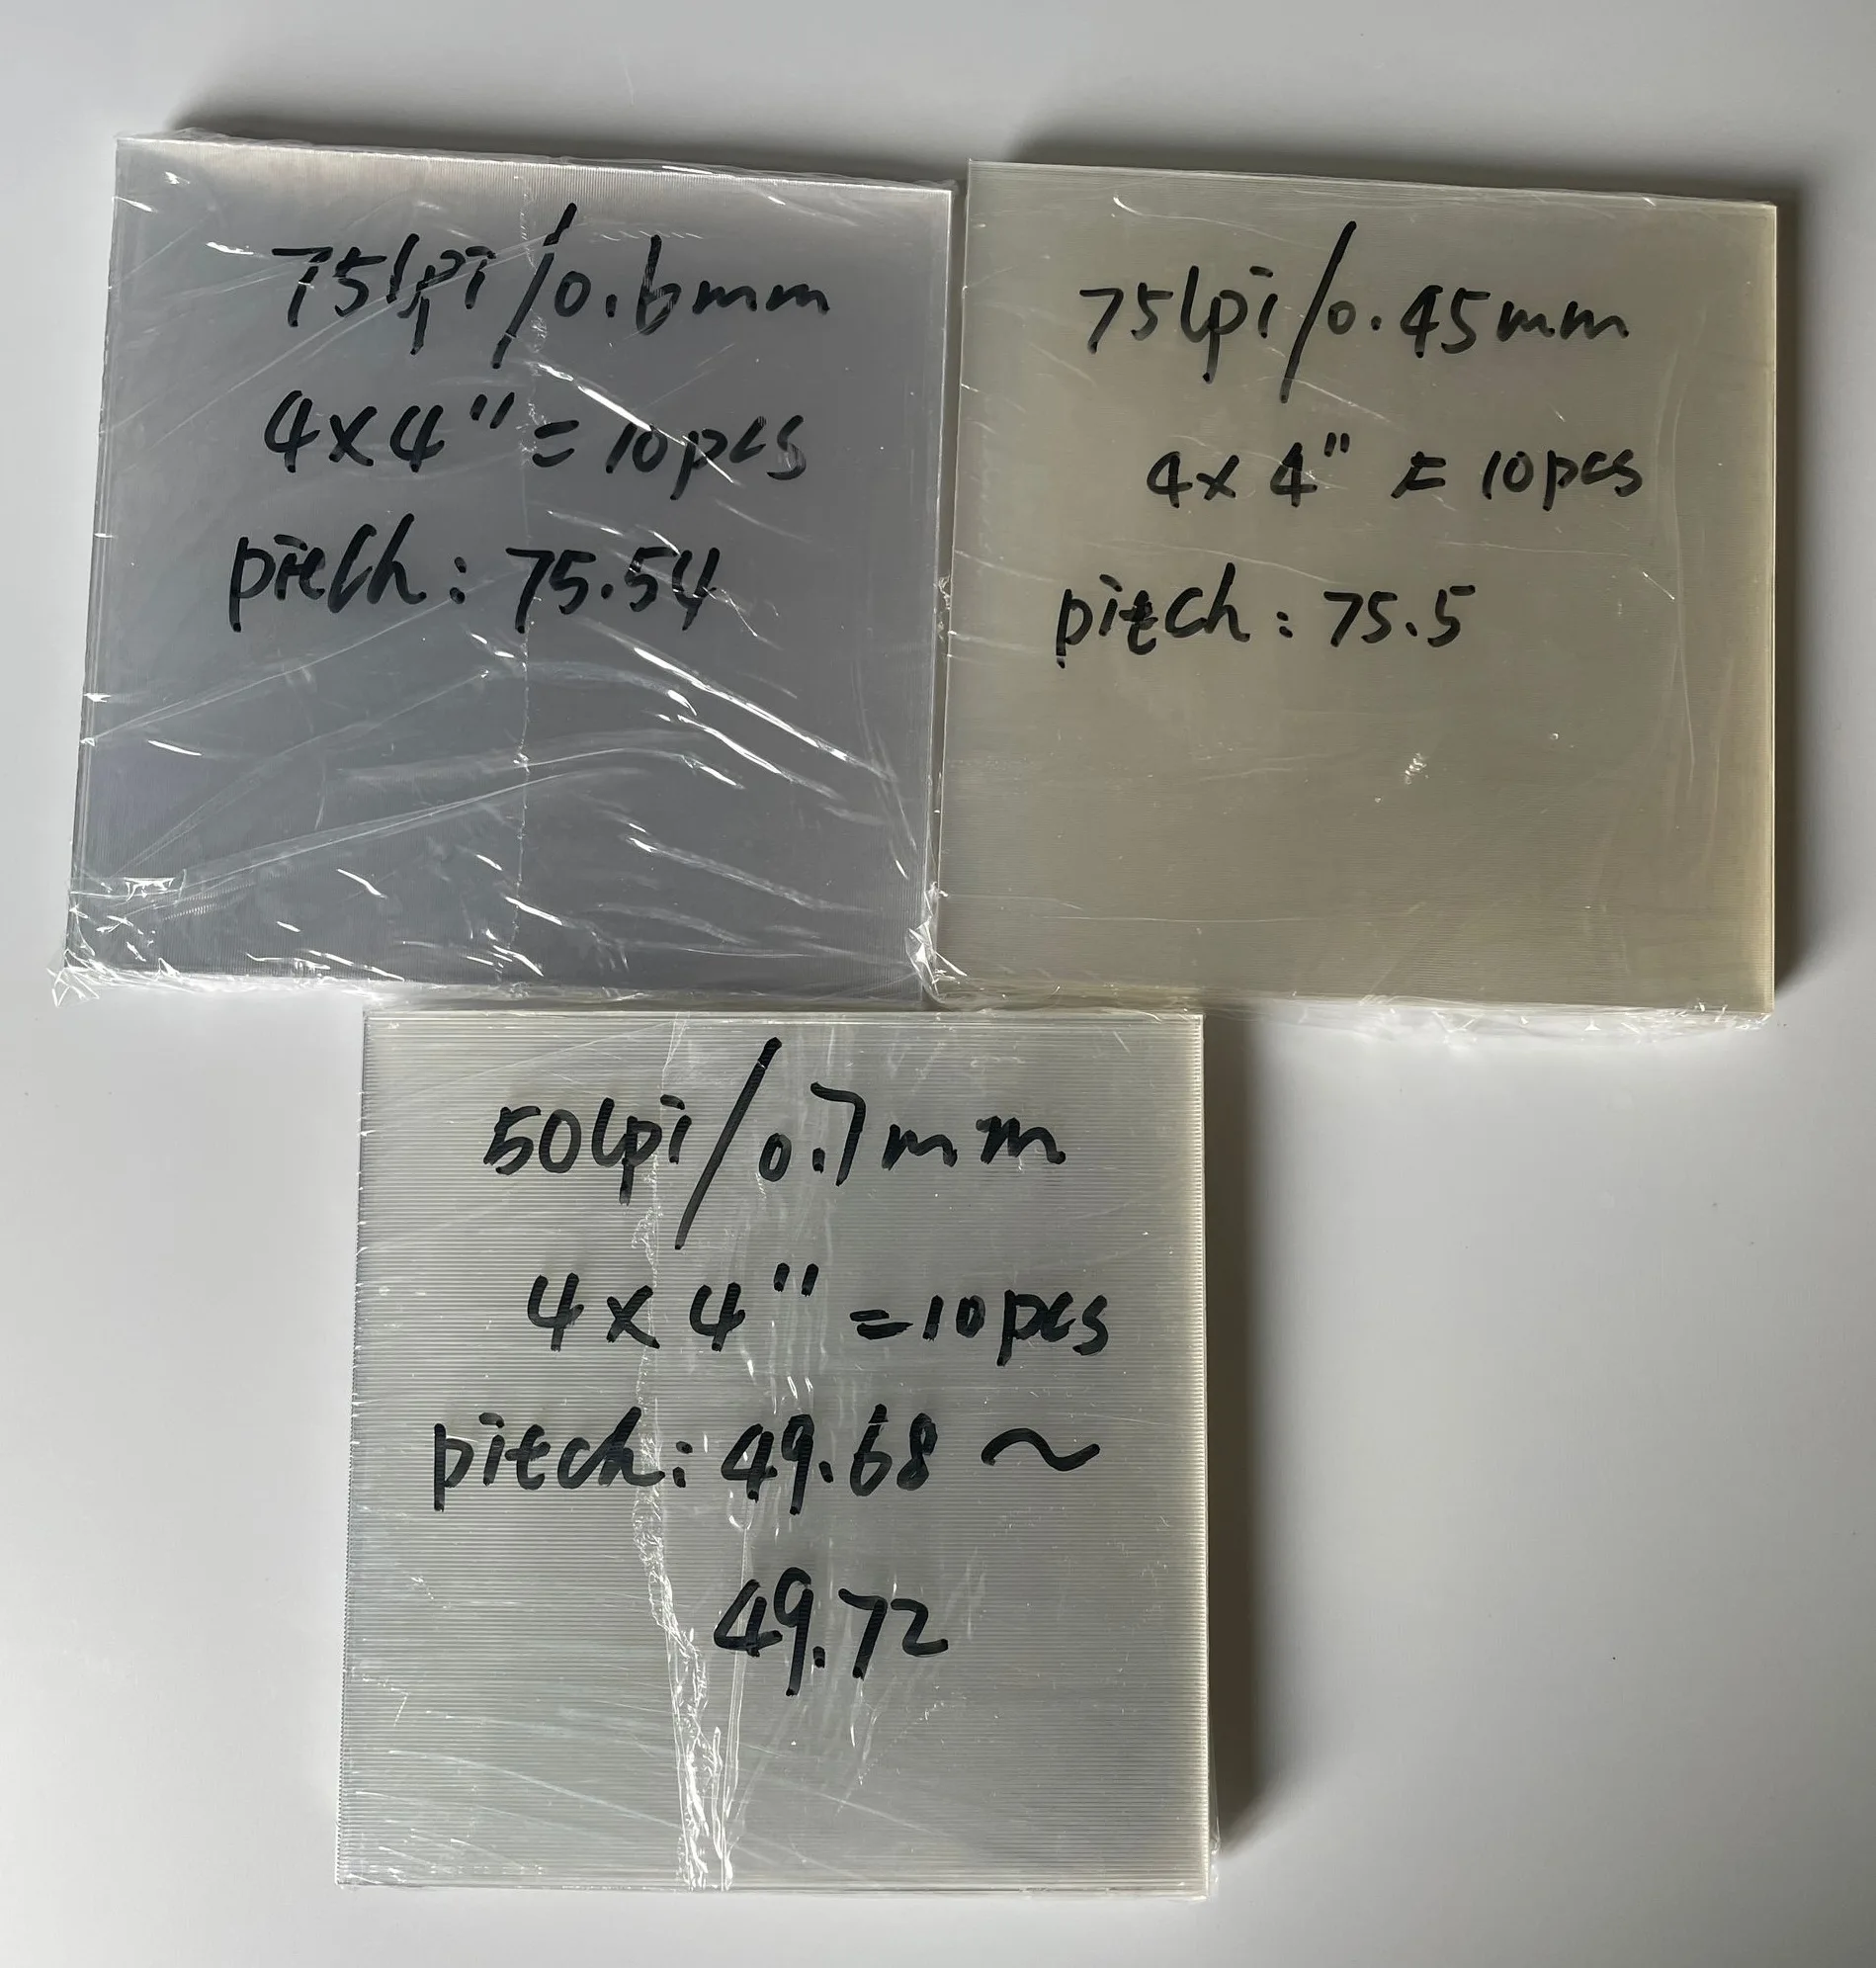 75lpi/0.6mm
4x4"=10pcs
pitch: 75.54
75lpi/0.45mm
4x4"=10pcs
pitch: 75.5
50lpi/0.7mm
4x4"=10pcs
pitch: 49.68~
49.72